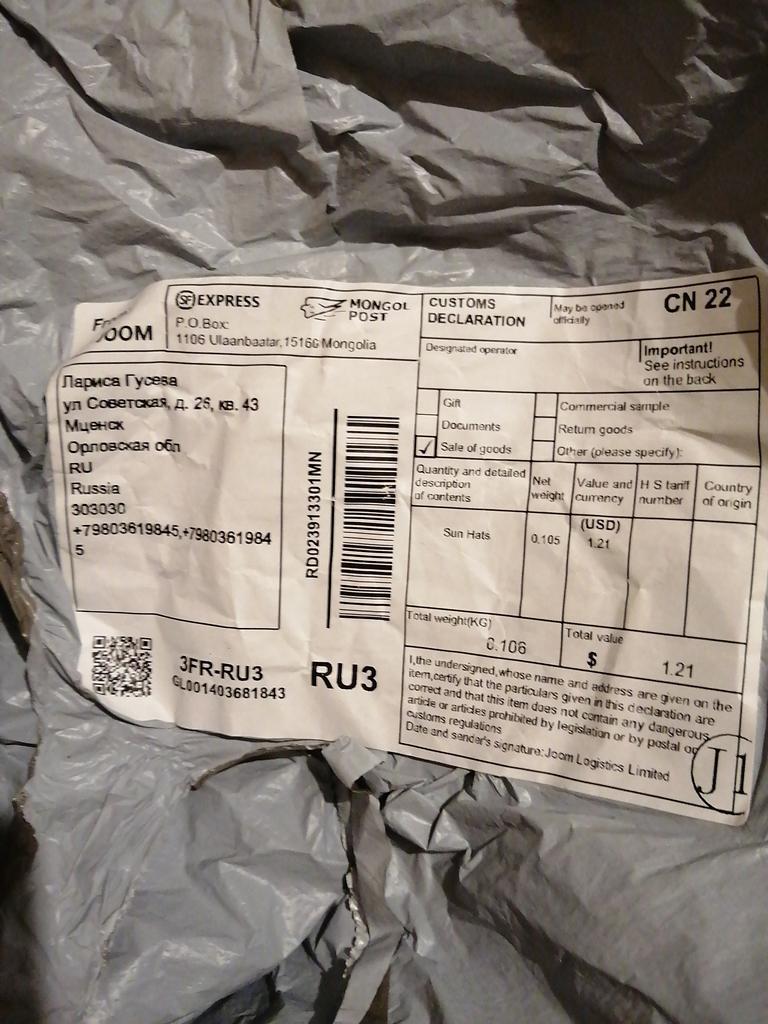 From
JOOM
SF EXPRESS
MONGOL
POST
P.O.Box:
1106 Ulaanbaatar,15160 Mongolia
Лариса Гусева
ул Советская, д. 26, кв. 43
Мценск
Орловская обл
RU
Russia
303030
+79803619845,+7980361984
5
RD023913301MN
3FR-RU3
GL001403681843
RU3
CUSTOMS
DECLARATION
May be opened
officially
CN 22
Designated operator
Important!
See instructions
on the back
Gift
Commercial sample
Documents
Return goods
✓ Sale of goods
Other (please specify):
Quantity and detailed
description
of contents
Net
weight
Value and
currency
H S tariff
number
Country
of origin
(USD)
Sun Hats
0.105
1.21
Total weight(KG)
0.106
Total value
$ 1.21
I,the undersigned,whose name and address are given on the
item,certify that the particulars given in this declaration are
correct and that this item does not contain any dangerous
article or articles prohibited by legislation or by postal or
customs regulations
Date and sender's signature:Joom Logistics Limited
J1